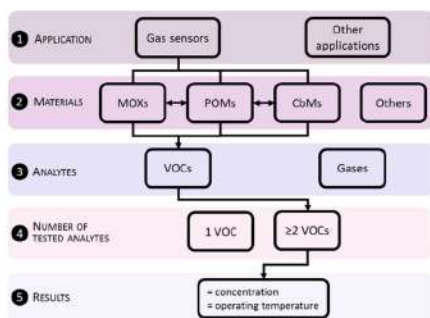 1 APPLICATION
Gas sensors
Other
applications
2 MATERIALS
MOXs
POMs
CbMs
Others
3 ANALYTES
VOCs
Gases
4 NUMBER OF
TESTED ANALYTES
1 VOC
≥2 VOCs
5 RESULTS
= concentration
= operating temperature